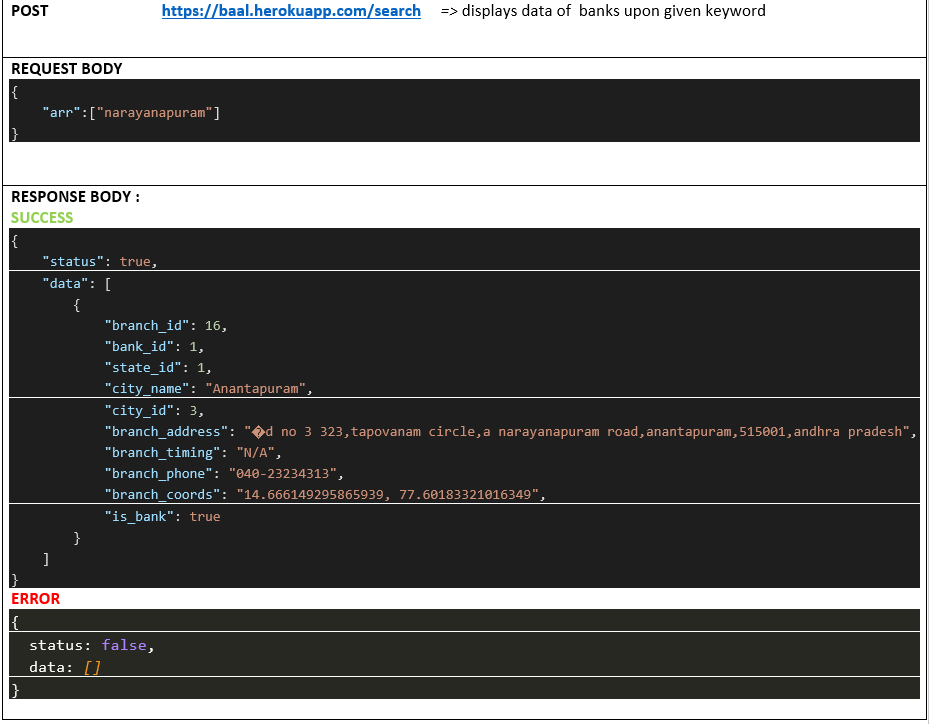 POST https://baal.herokuapp.com/search => displays data of banks upon given keyword
REQUEST BODY
{
    "arr":["narayanapuram"]
}
RESPONSE BODY :
SUCCESS
{
    "status": true,
    "data": [
        {
            "branch_id": 16,
            "bank_id": 1,
            "state_id": 1,
            "city_name": "Anantapuram",
            "city_id": 3,
            "branch_address": "�d no 3 323,tapovanam circle,a narayanapuram road,anantapuram,515001,andhra pradesh",
            "branch_timing": "N/A",
            "branch_phone": "040-23234313",
            "branch_coords": "14.666149295865939, 77.60183321016349",
            "is_bank": true
        }
    ]
}
ERROR
{
  status: false,
  data: []
}